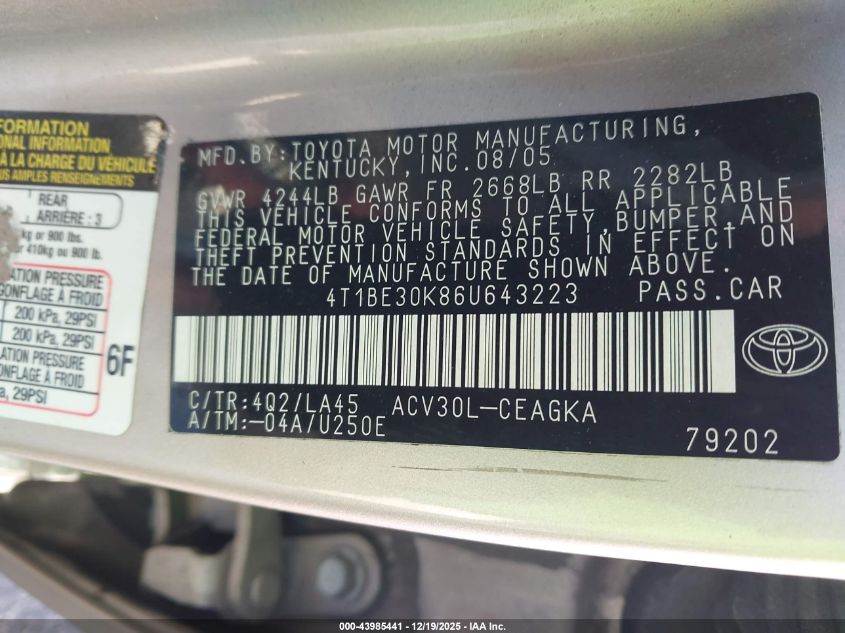 FORMATION
ONAL INFORMATION
À LA CHARGE DU VÉHICULE
US AMPLES RENSEIGNEMENTS
REAR
ARRIÈRE : 3
kg or 900 lbs.
r 410kg ou 900 lb.
ATION PRESSURE
GONFLAGE À FROID
200 kPa, 29PSI
200 kPa, 29PSI
ATION PRESSURE
GONFLAGE À FROID
a, 29PSI
6F
MFD.BY:TOYOTA MOTOR MANUFACTURING,
KENTUCKY, INC.08/05
GVWR 4244LB GAWR FR 2668LB RR 2282LB
THIS VEHICLE CONFORMS TO ALL APPLICABLE
FEDERAL MOTOR VEHICLE SAFETY,BUMPER,AND
THEFT PREVENTION STANDARDS IN EFFECT ON
THE DATE OF MANUFACTURE SHOWN ABOVE.
4T1BE30K86U643223 PASS.CAR
C/TR:4Q2/LA45 ACV30L-CEAGKA
A/TM:-04A/U250E
79202
000-43985441 - 12/19/2025 - IAA Inc.